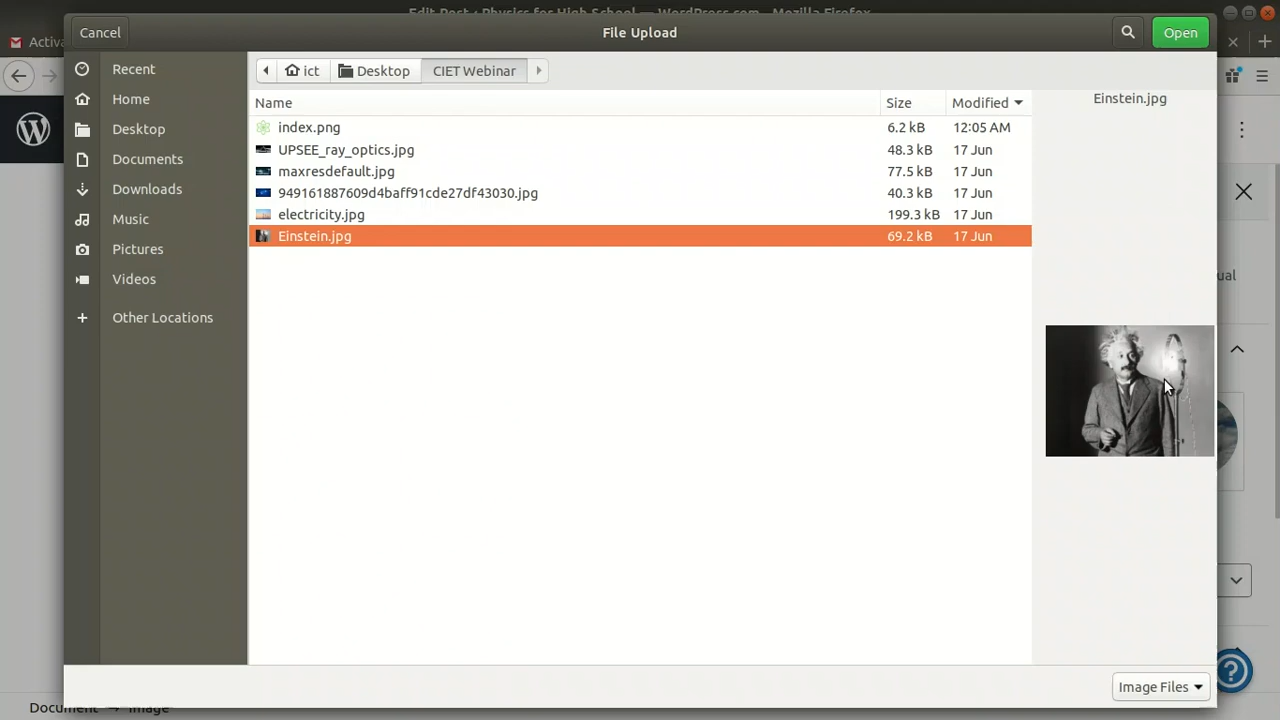 Edit Post ‹ Physics for High School — WordPress.com - Mozilla Firefox
Activa
Cancel
File Upload
Open
Recent
Home
Desktop
Documents
Downloads
Music
Pictures
Videos
Other Locations
ict
Desktop
CIET Webinar
Name Size Modified
index.png 6.2 kB 12:05 AM
UPSEE_ray_optics.jpg 48.3 kB 17 Jun
maxresdefault.jpg 77.5 kB 17 Jun
949161887609d4baff91cde27df43030.jpg 40.3 kB 17 Jun
electricity.jpg 199.3 kB 17 Jun
Einstein.jpg 69.2 kB 17 Jun
Einstein.jpg
ual
Image Files
Document → Image